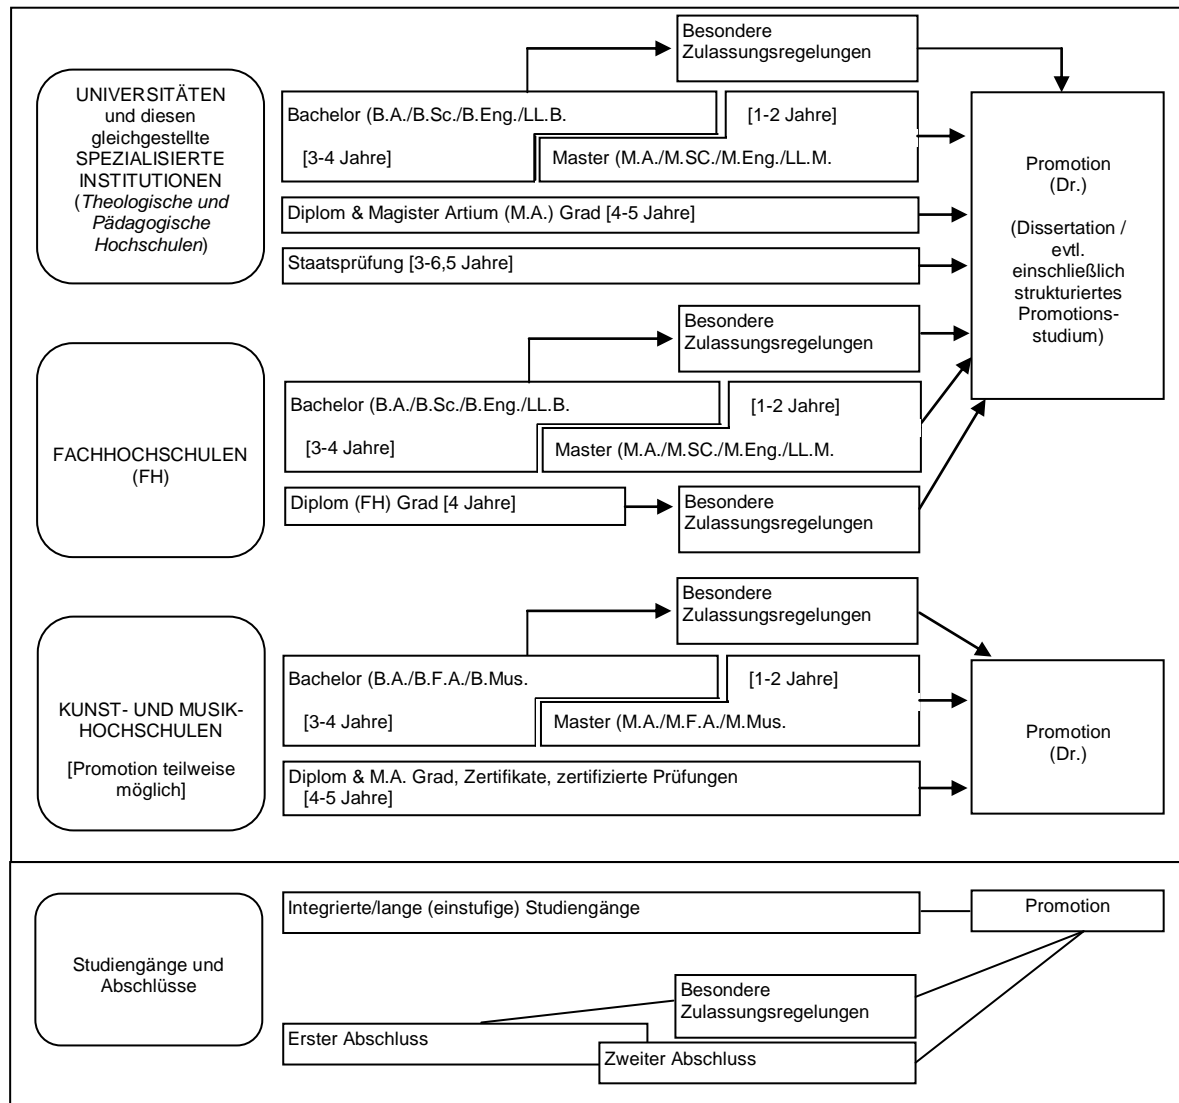 Besondere
Zulassungsregelungen
UNIVERSITÄTEN
und diesen
gleichgestellte
SPEZIALISIERTE
INSTITUTIONEN
(Theologische und
Pädagogische
Hochschulen)
Bachelor (B.A./B.Sc./B.Eng./LL.B.
[3-4 Jahre]
[1-2 Jahre]
Master (M.A./M.SC./M.Eng./LL.M.
Diplom & Magister Artium (M.A.) Grad [4-5 Jahre]
Staatsprüfung [3-6,5 Jahre]
Promotion
(Dr.)
(Dissertation /
evtl.
einschließlich
strukturiertes
Promotions-
studium)
Besondere
Zulassungsregelungen
FACHHOCHSCHULEN
(FH)
Bachelor (B.A./B.Sc./B.Eng./LL.B.
[3-4 Jahre]
[1-2 Jahre]
Master (M.A./M.SC./M.Eng./LL.M.
Diplom (FH) Grad [4 Jahre]
Besondere
Zulassungsregelungen
Besondere
Zulassungsregelungen
KUNST- UND MUSIK-
HOCHSCHULEN
[Promotion teilweise
möglich]
Bachelor (B.A./B.F.A./B.Mus.
[3-4 Jahre]
[1-2 Jahre]
Master (M.A./M.F.A./M.Mus.
Diplom & M.A. Grad, Zertifikate, zertifizierte Prüfungen
[4-5 Jahre]
Promotion
(Dr.)
Studiengänge und
Abschlüsse
Integrierte/lange (einstufige) Studiengänge
Promotion
Besondere
Zulassungsregelungen
Erster Abschluss
Zweiter Abschluss